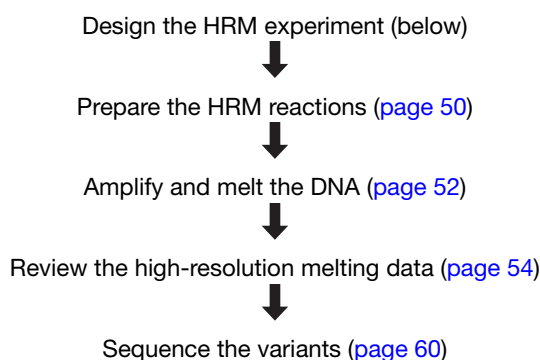 Design the HRM experiment (below)
Prepare the HRM reactions (page 50)
Amplify and melt the DNA (page 52)
Review the high-resolution melting data (page 54)
Sequence the variants (page 60)